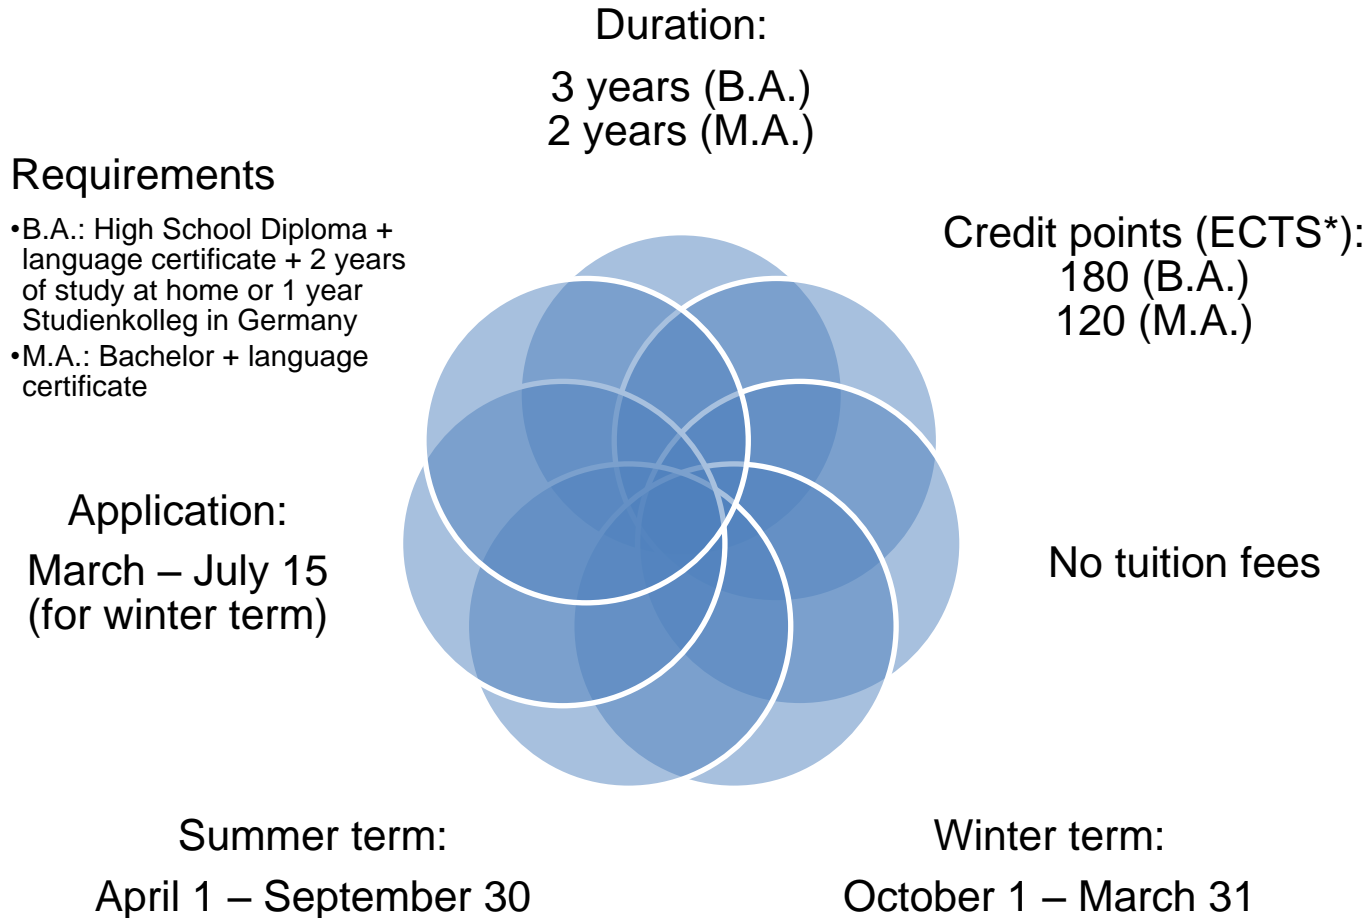 Duration:
3 years (B.A.)
2 years (M.A.)
Requirements
•B.A.: High School Diploma +
language certificate + 2 years
of study at home or 1 year
Studienkolleg in Germany
•M.A.: Bachelor + language
certificate
Credit points (ECTS*):
180 (B.A.)
120 (M.A.)
Application:
March – July 15
(for winter term)
No tuition fees
Summer term:
April 1 – September 30
Winter term:
October 1 – March 31